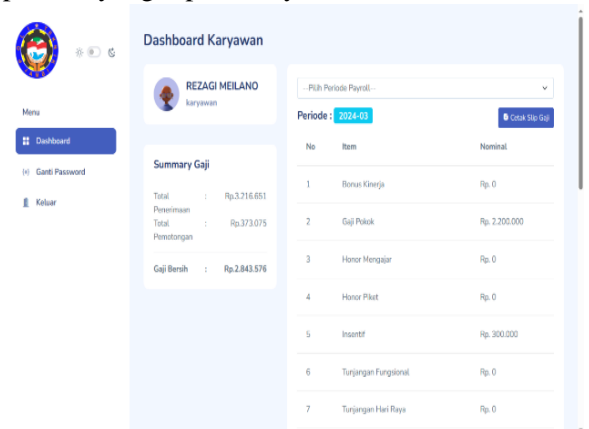 Dashboard Karyawan
REZAGI MEILANO
karyawan
Menu
Dashboard
Ganti Password
Keluar
Summary Gaji
Total Penerimaan : Rp.3.216.651
Total Pemotongan : Rp.373.075
Gaji Bersih : Rp.2.843.576
--Pilih Periode Payroll--
Periode : 2024-03
Cetak Slip Gaji
No Item Nominal
1 Bonus Kinerja Rp. 0
2 Gaji Pokok Rp. 2.200.000
3 Honor Mengajar Rp. 0
4 Honor Piket Rp. 0
5 Insentif Rp. 300.000
6 Tunjangan Fungsional Rp. 0
7 Tunjangan Hari Raya Rp. 0